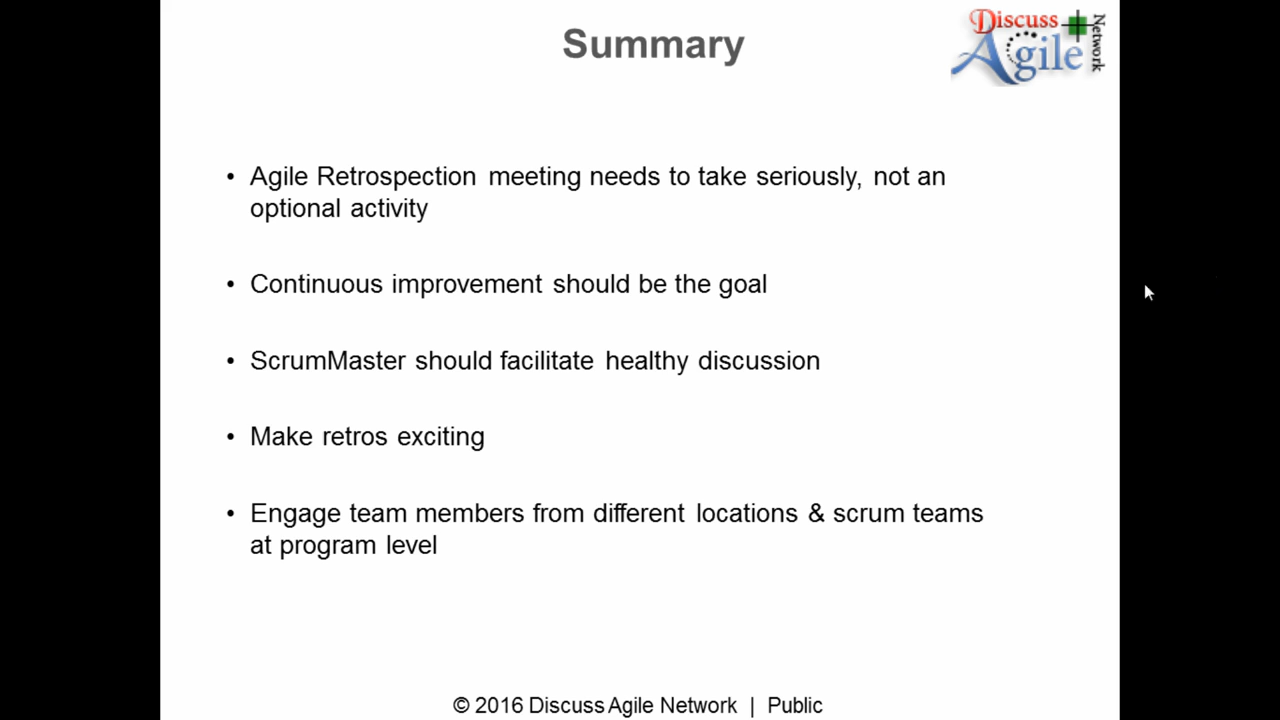 Summary
Discuss
Agile
Network
• Agile Retrospection meeting needs to take seriously, not an
optional activity
• Continuous improvement should be the goal
• ScrumMaster should facilitate healthy discussion
• Make retros exciting
• Engage team members from different locations & scrum teams
at program level
© 2016 Discuss Agile Network | Public